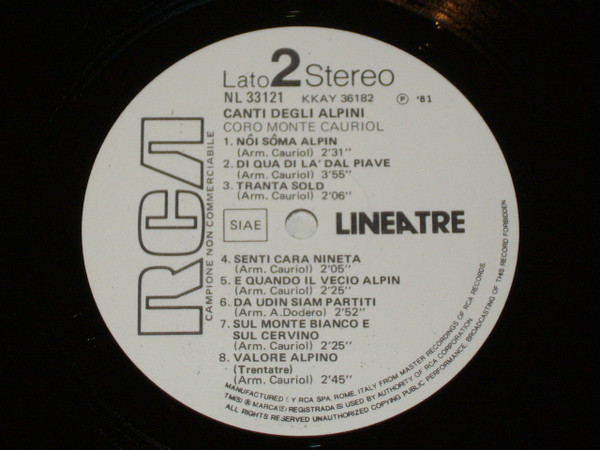 Lato 2 Stereo
NL 33121 KKAY 36182 Ⓟ '81
CANTI DEGLI ALPINI
CORO MONTE CAURIOL
1. NÔI SÔMA ALPIN
(Arm. Cauriol) 2'31''
2. DI QUA DI LA' DAL PIAVE
(Arm. Cauriol) 3'55''
3. TRANTA SOLD
(Arm. Cauriol) 2'06''
RCA
CAMPIONE NON COMMERCIABILE
SIAE
LINEATRE
4. SENTI CARA NINETA
(Arm. Cauriol) 2'05''
5. E QUANDO IL VECIO ALPIN
(Arm. Cauriol) 2'25''
6. DA UDIN SIAM PARTITI
(Arm. A.Dodero) 2'52''
7. SUL MONTE BIANCO E
SUL CERVINO
(Arm. Cauriol) 2'25''
8. VALORE ALPINO
(Trentatre)
(Arm. Cauriol) 2'45''
MANUFACTURED BY RCA SPA, ROME, ITALY FROM MASTER RECORDINGS OF RCA RECORDS
TM(S) ® MARCA(E) REGISTRADA(S) USED BY AUTHORITY OF RCA CORPORATION
ALL RIGHTS RESERVED UNAUTHORIZED COPYING PUBLIC PERFORMANCE, BROADCASTING OF THIS RECORD FORBIDDEN